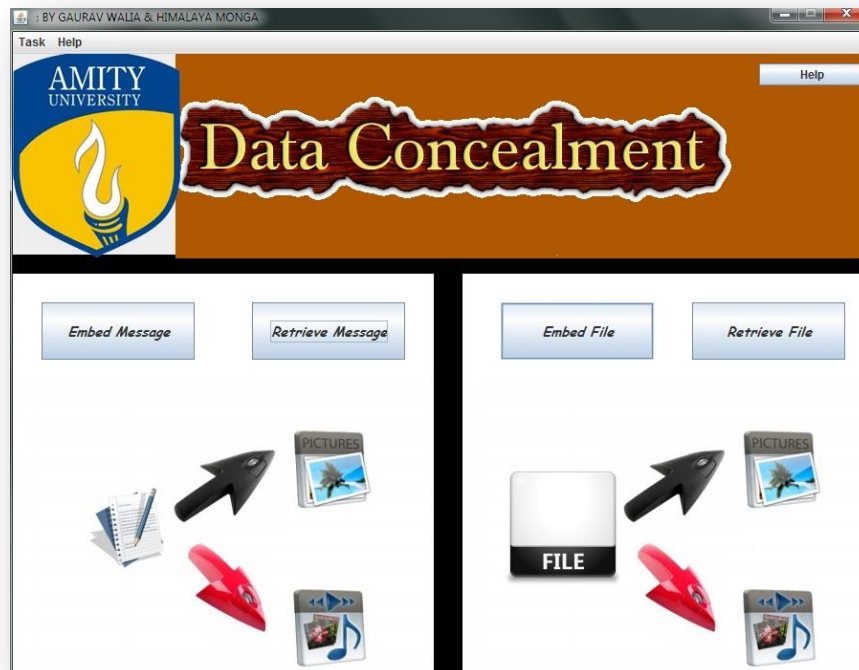 : BY GAURAV WALIA & HIMALAYA MONGA
Task Help
AMITY
UNIVERSITY
Help
Data Concealment
Embed Message
Retrieve Message
Embed File
Retrieve File
PICTURES
PICTURES
FILE